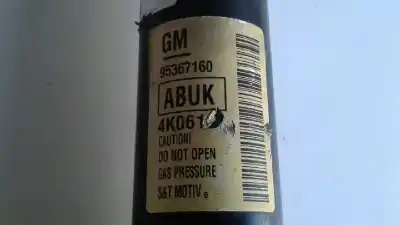 GM
95367160
ABUK
4K061
CAUTION!
DO NOT OPEN
GAS PRESSURE
S&T MOTIV